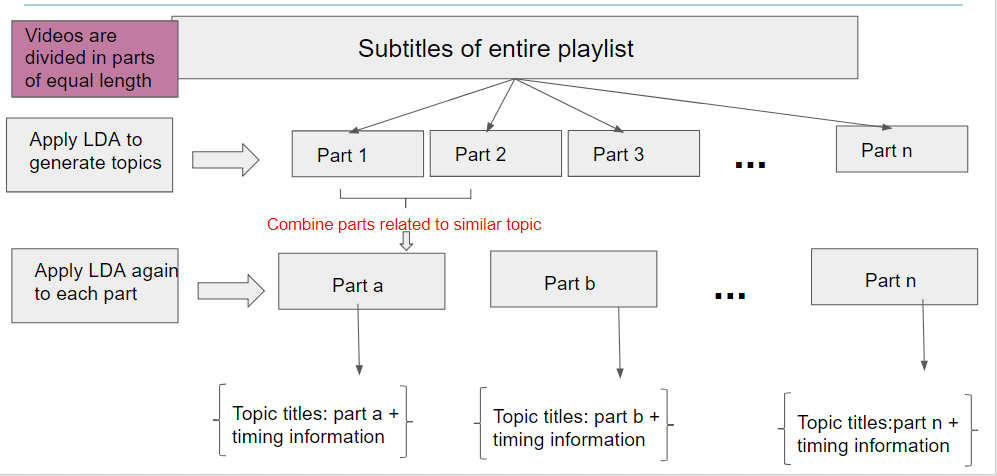 Videos are
divided in parts
of equal length
Subtitles of entire playlist
Apply LDA to
generate topics
Part 1
Part 2
Part 3
...
Part n
Combine parts related to similar topic
Apply LDA again
to each part
Part a
Part b
...
Part n
Topic titles: part a +
timing information
Topic titles: part b +
timing information
Topic titles:part n +
timing information